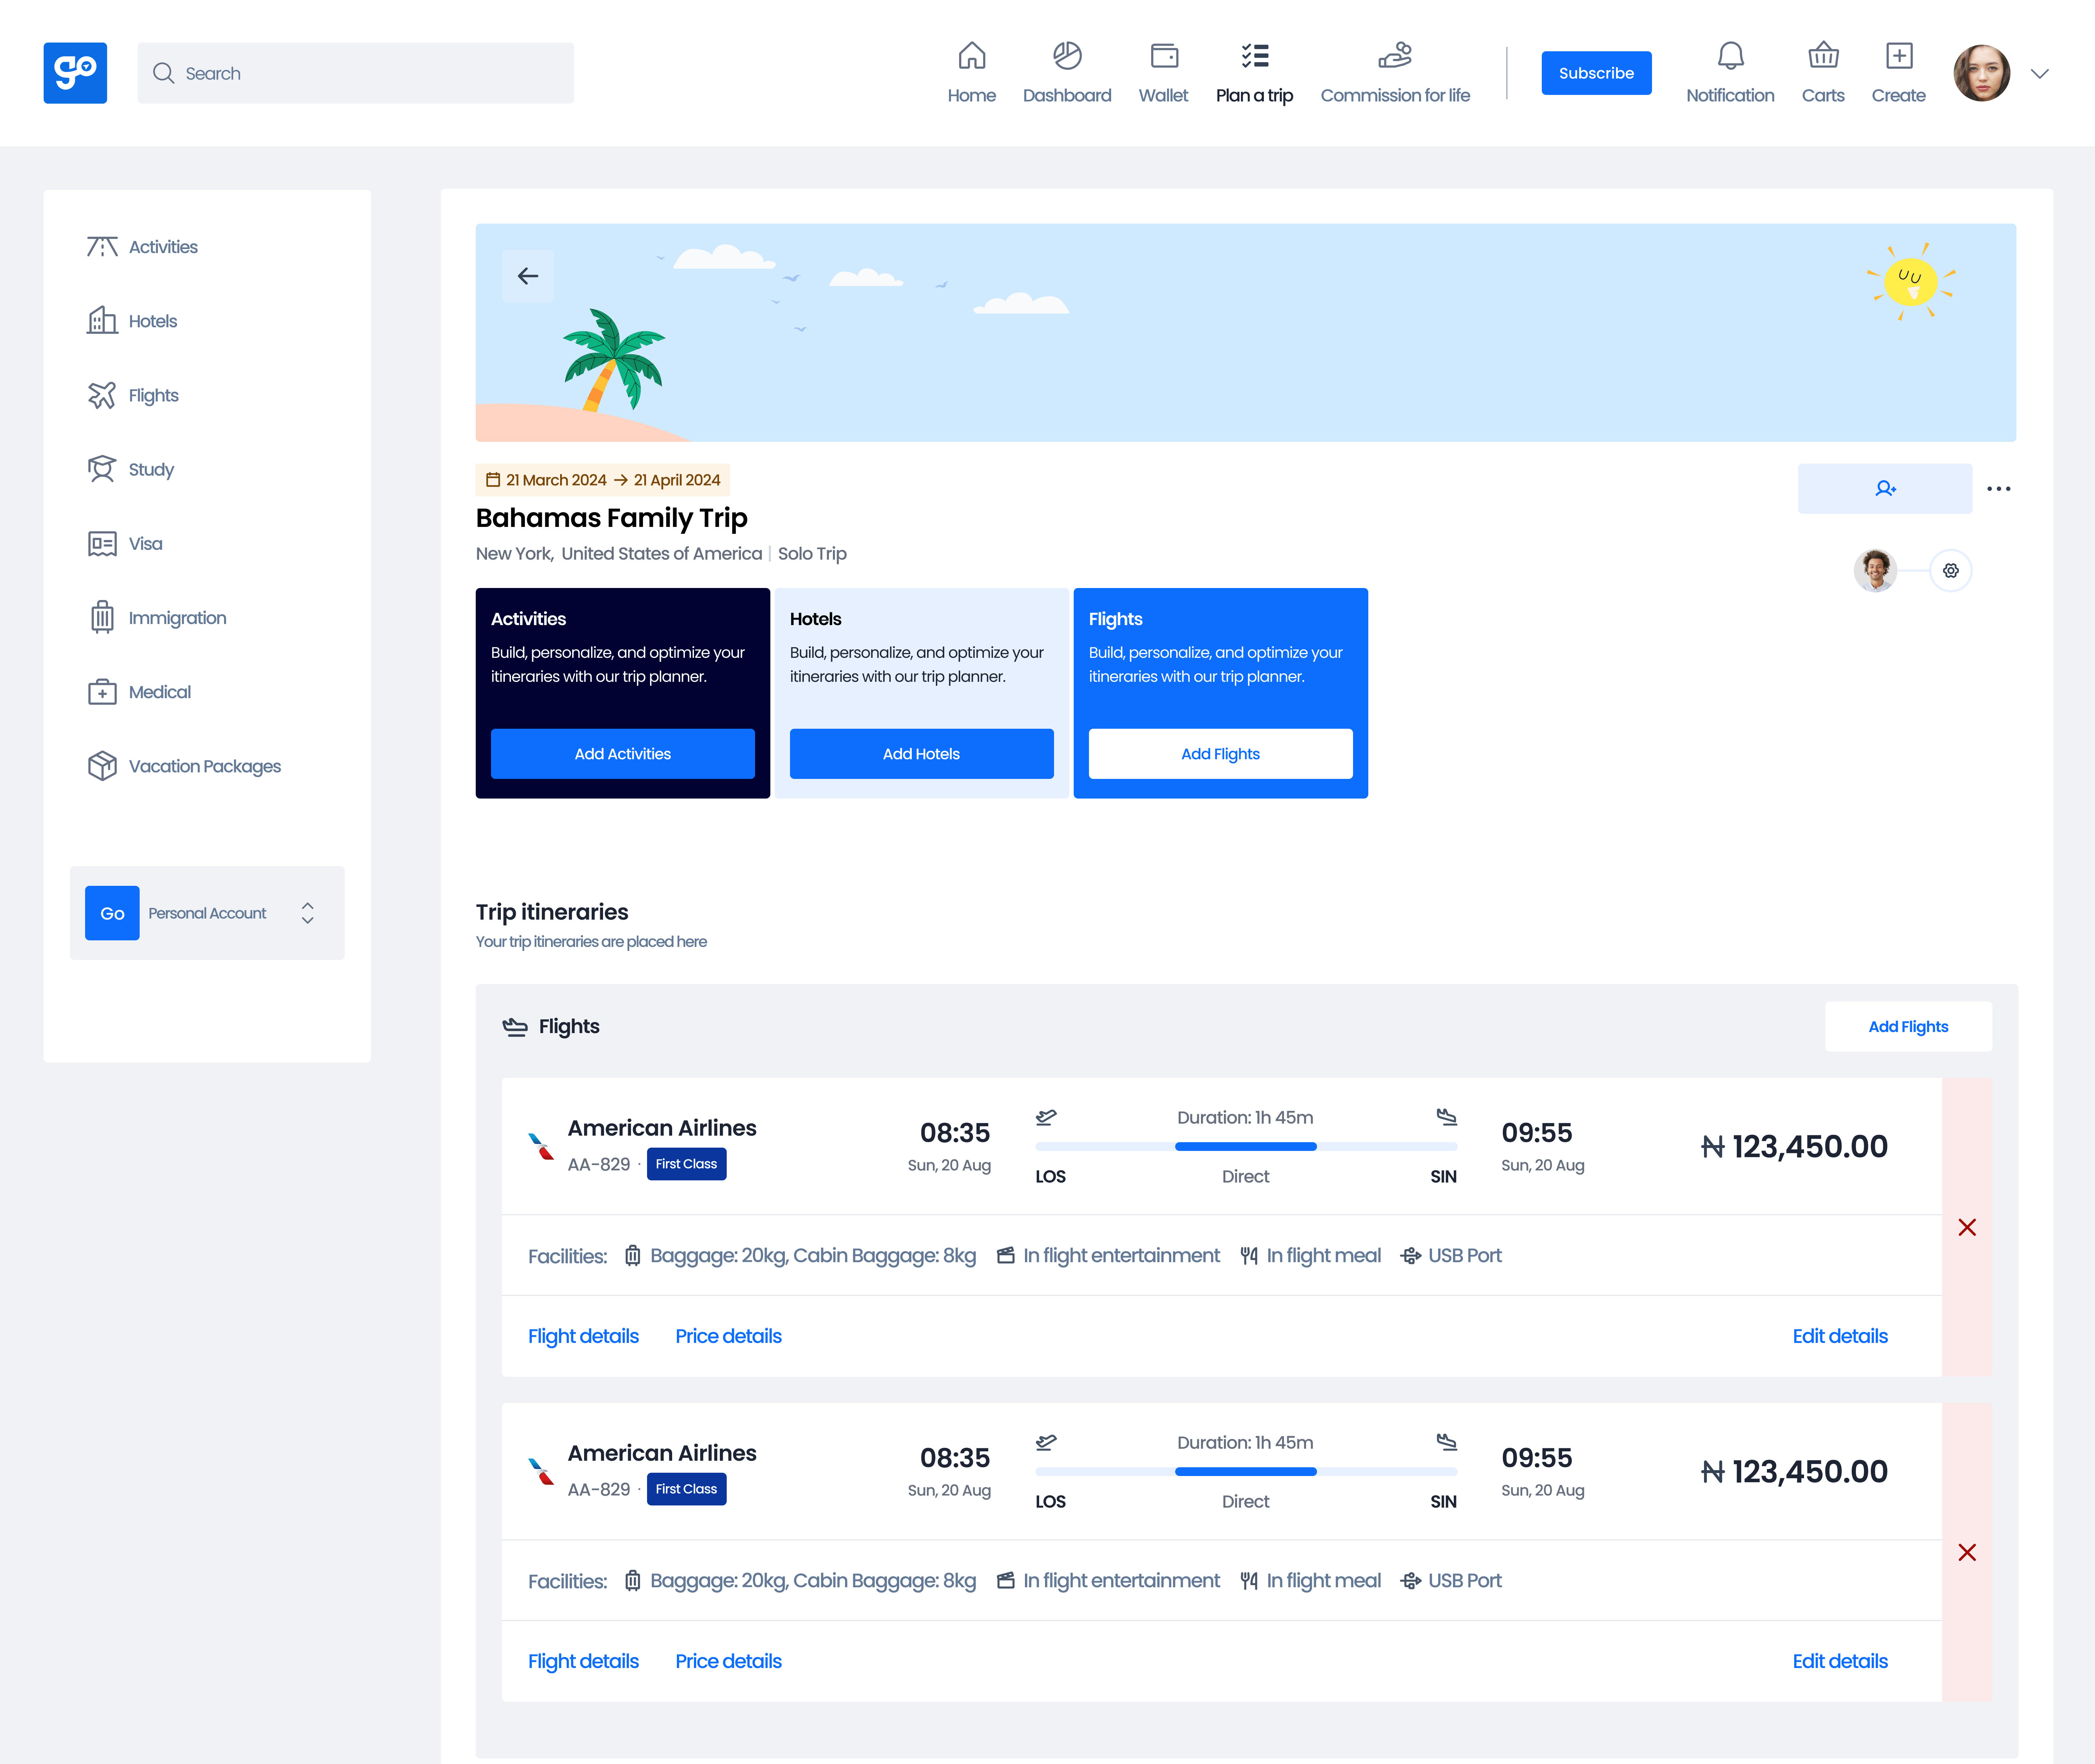 go
Search
Home
Dashboard
Wallet
Plan a trip
Commission for life
Subscribe
Notification
Carts
Create
Activities
Hotels
Flights
Study
Visa
Immigration
Medical
Vacation Packages
Go
Personal Account
21 March 2024 → 21 April 2024
Bahamas Family Trip
New York, United States of America | Solo Trip
Activities
Build, personalize, and optimize your
itineraries with our trip planner.
Add Activities
Hotels
Build, personalize, and optimize your
itineraries with our trip planner.
Add Hotels
Flights
Build, personalize, and optimize your
itineraries with our trip planner.
Add Flights
Trip itineraries
Your trip itineraries are placed here
Flights
Add Flights
American Airlines
AA-829 · First Class
08:35
Sun, 20 Aug
Duration: 1h 45m
LOS
Direct
SIN
09:55
Sun, 20 Aug
₦ 123,450.00
Facilities: Baggage: 20kg, Cabin Baggage: 8kg In flight entertainment In flight meal USB Port
Flight details
Price details
Edit details
American Airlines
AA-829 · First Class
08:35
Sun, 20 Aug
Duration: 1h 45m
LOS
Direct
SIN
09:55
Sun, 20 Aug
₦ 123,450.00
Facilities: Baggage: 20kg, Cabin Baggage: 8kg In flight entertainment In flight meal USB Port
Flight details
Price details
Edit details